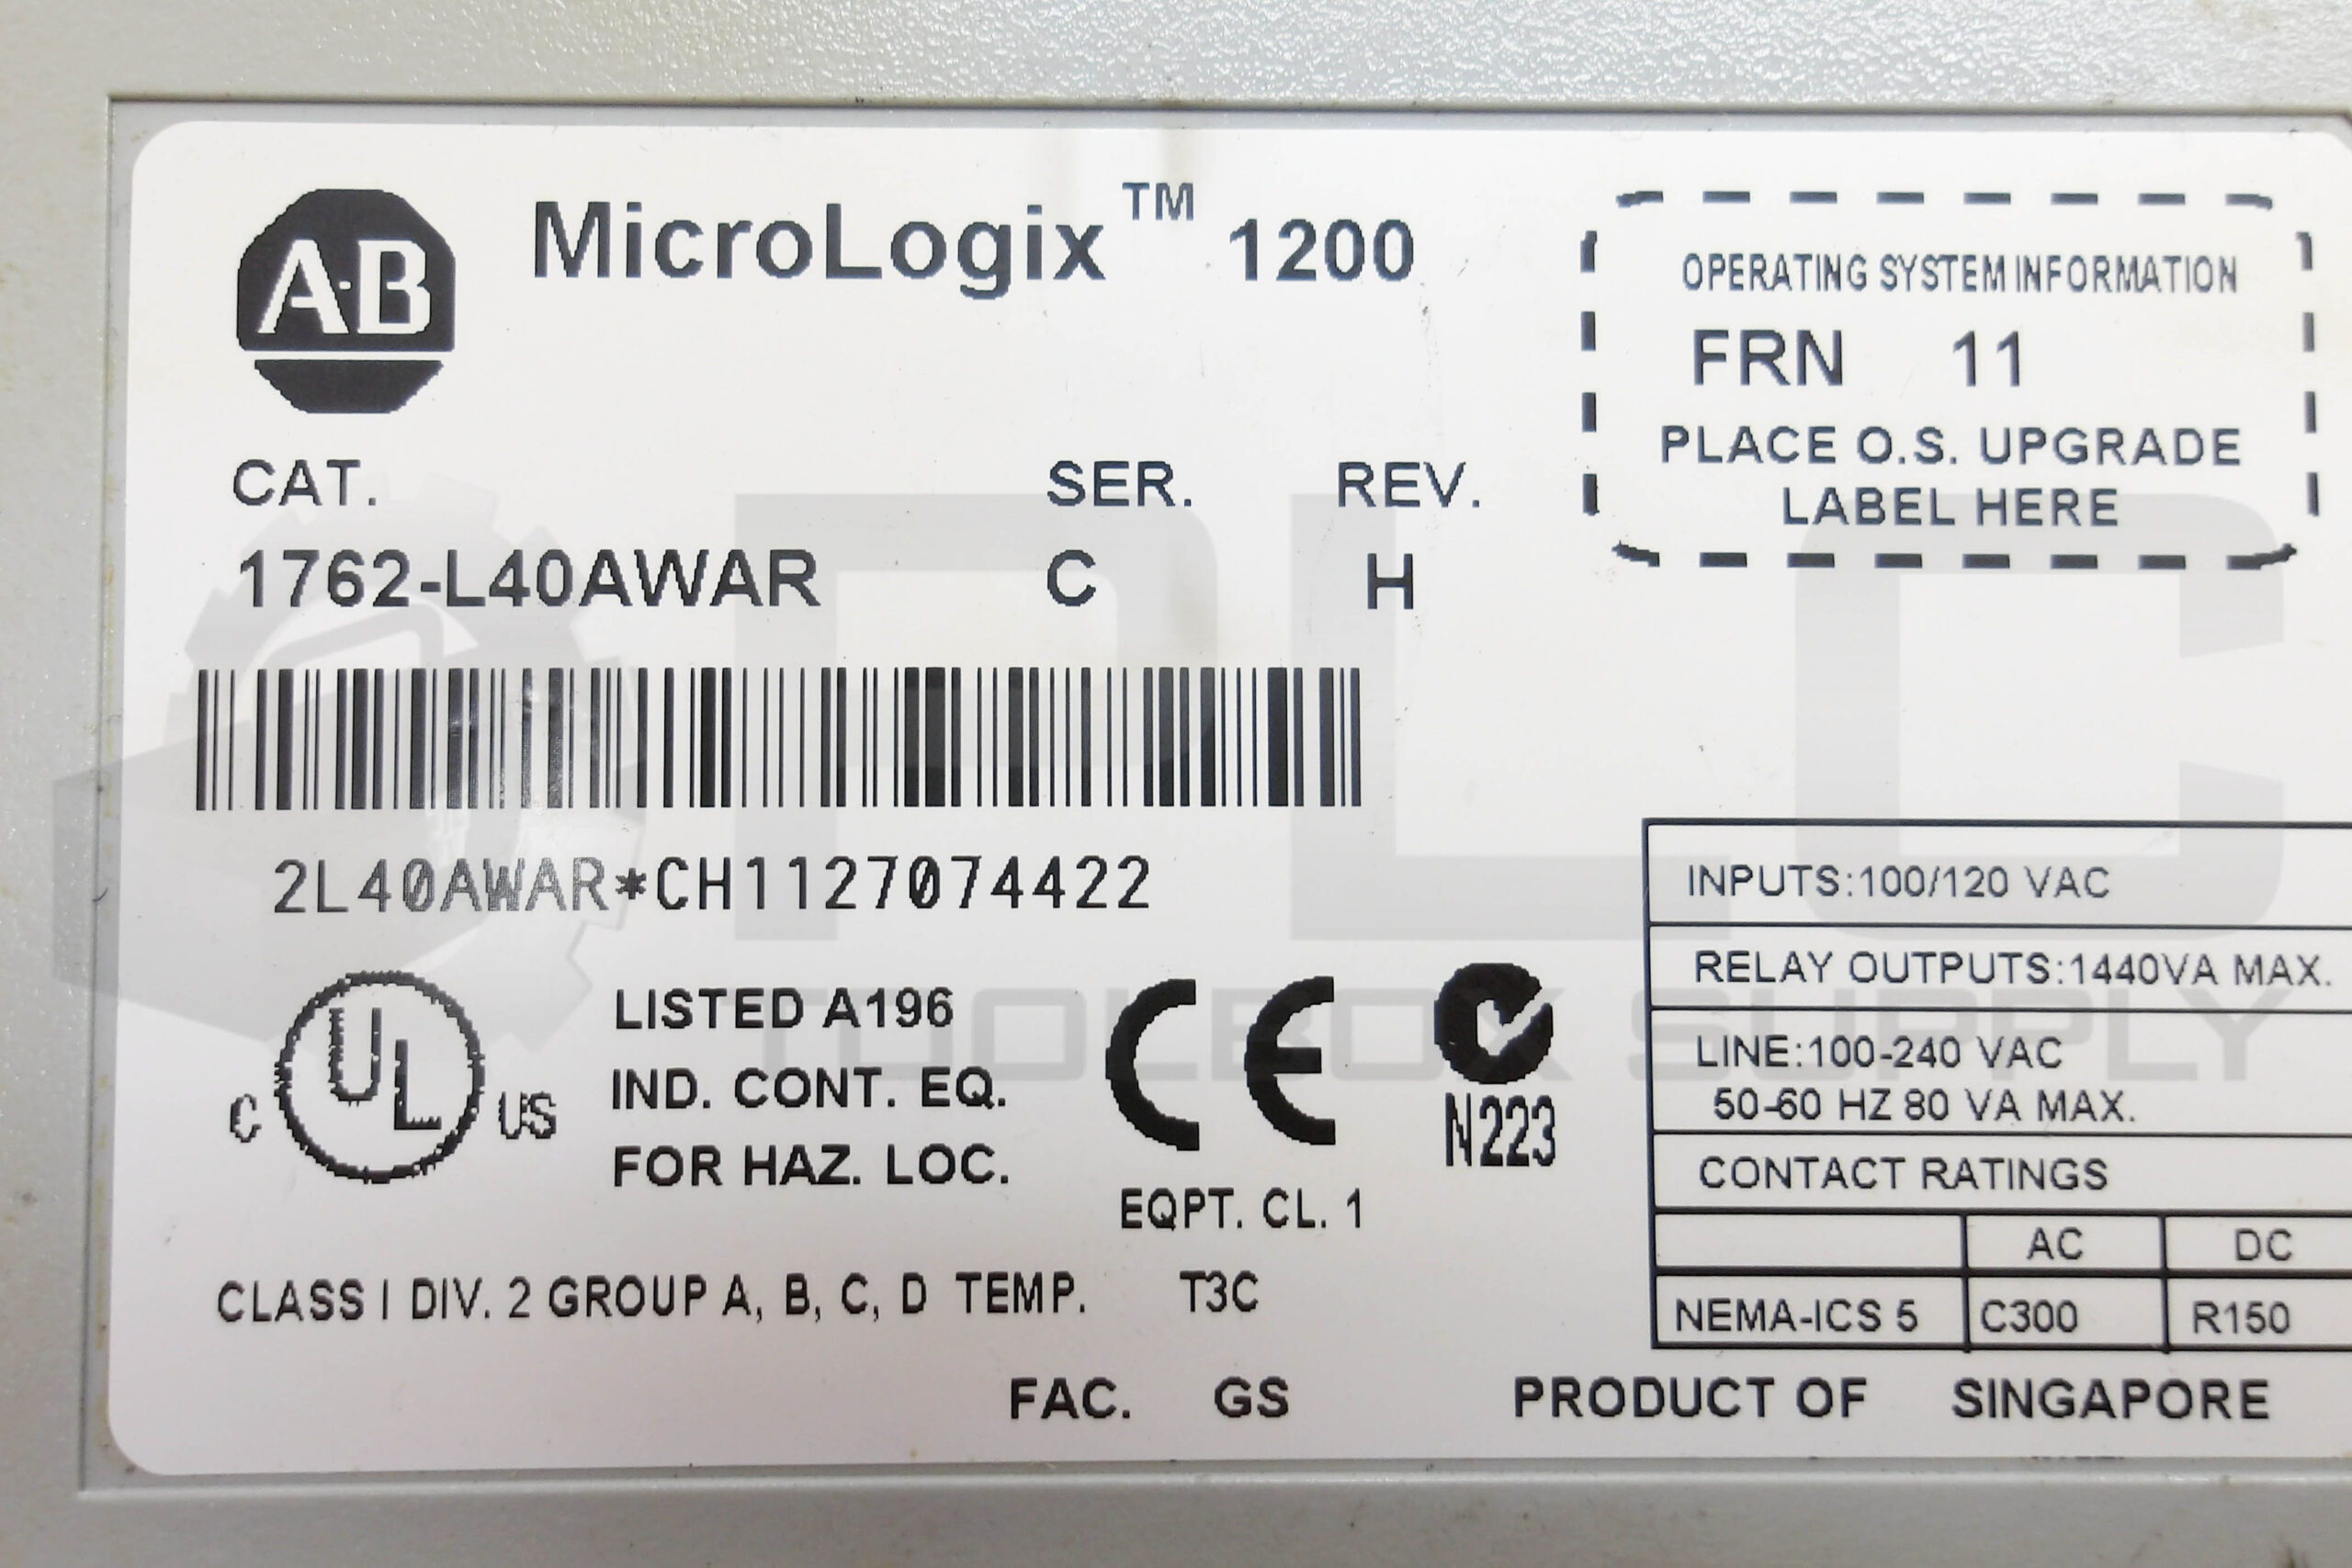 A-B
MicroLogix™ 1200
OPERATING SYSTEM INFORMATION
FRN 11
PLACE O.S. UPGRADE
LABEL HERE
CAT. SER. REV.
1762-L40AWAR C H
2L40AWAR*CH1127074422
C UL US
LISTED A196
IND. CONT. EQ.
FOR HAZ. LOC.
CE
EQPT. CL. 1
N223
CLASS I DIV. 2 GROUP A, B, C, D TEMP. T3C
INPUTS:100/120 VAC
RELAY OUTPUTS:1440VA MAX.
LINE:100-240 VAC
50-60 HZ 80 VA MAX.
CONTACT RATINGS
AC DC
NEMA-ICS 5 C300 R150
FAC. GS PRODUCT OF SINGAPORE
PLC
TOOLBOX SUPPLY